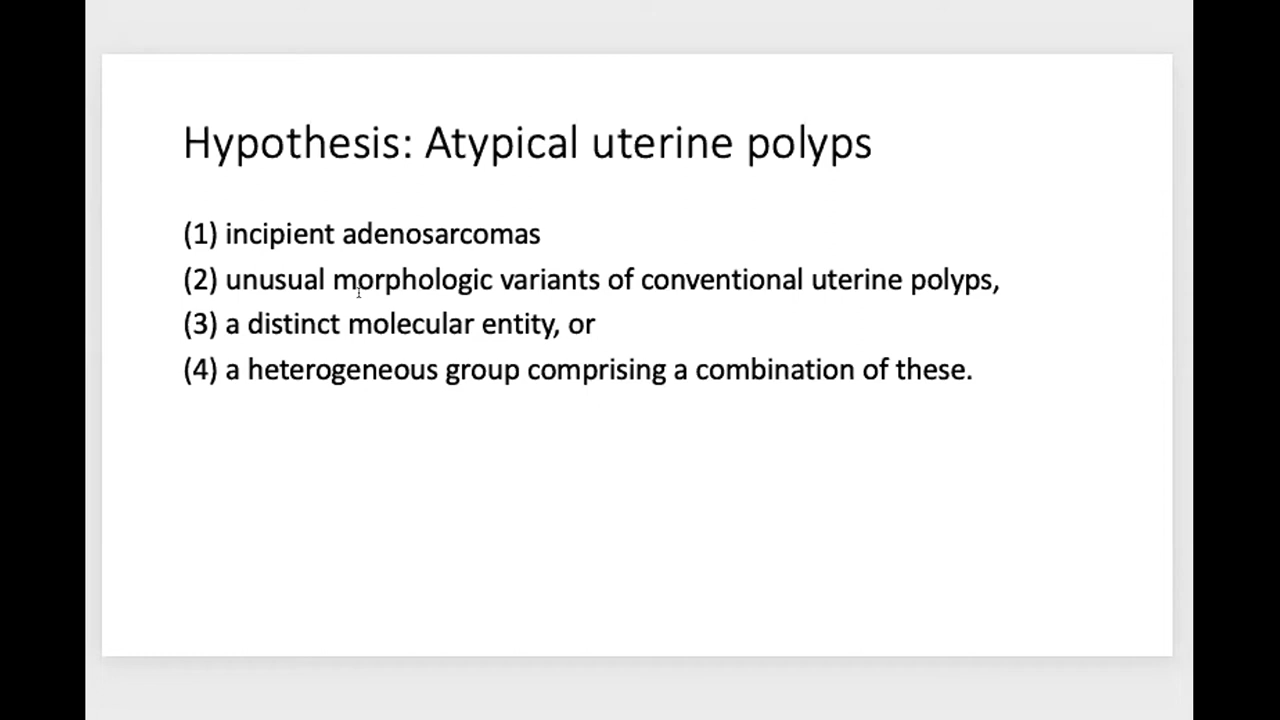 Hypothesis: Atypical uterine polyps
(1) incipient adenosarcomas
(2) unusual morphologic variants of conventional uterine polyps,
(3) a distinct molecular entity, or
(4) a heterogeneous group comprising a combination of these.